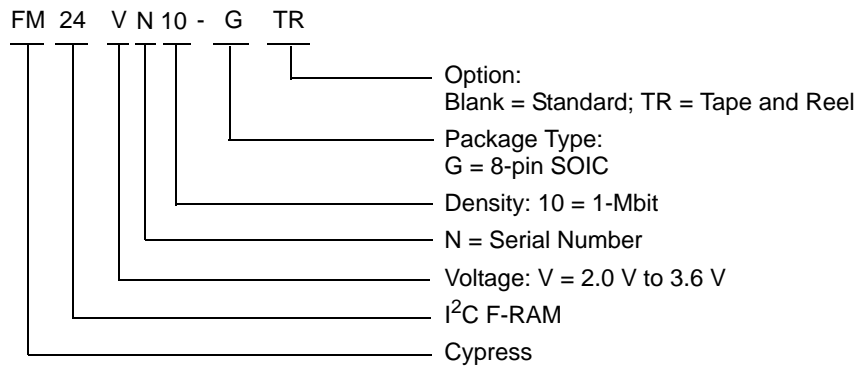 FM 24 V N 10 - G TR
Option:
Blank = Standard; TR = Tape and Reel
Package Type:
G = 8-pin SOIC
Density: 10 = 1-Mbit
N = Serial Number
Voltage: V = 2.0 V to 3.6 V
I²C F-RAM
Cypress